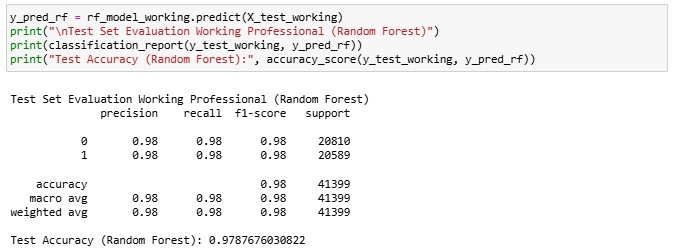 y_pred_rf = rf_model_working.predict(X_test_working)
print("\nTest Set Evaluation Working Professional (Random Forest)")
print(classification_report(y_test_working, y_pred_rf))
print("Test Accuracy (Random Forest):", accuracy_score(y_test_working, y_pred_rf))
Test Set Evaluation Working Professional (Random Forest)
precision recall f1-score support
0 0.98 0.98 0.98 20810
1 0.98 0.98 0.98 20589
accuracy 0.98 41399
macro avg 0.98 0.98 0.98 41399
weighted avg 0.98 0.98 0.98 41399
Test Accuracy (Random Forest): 0.9787676030822